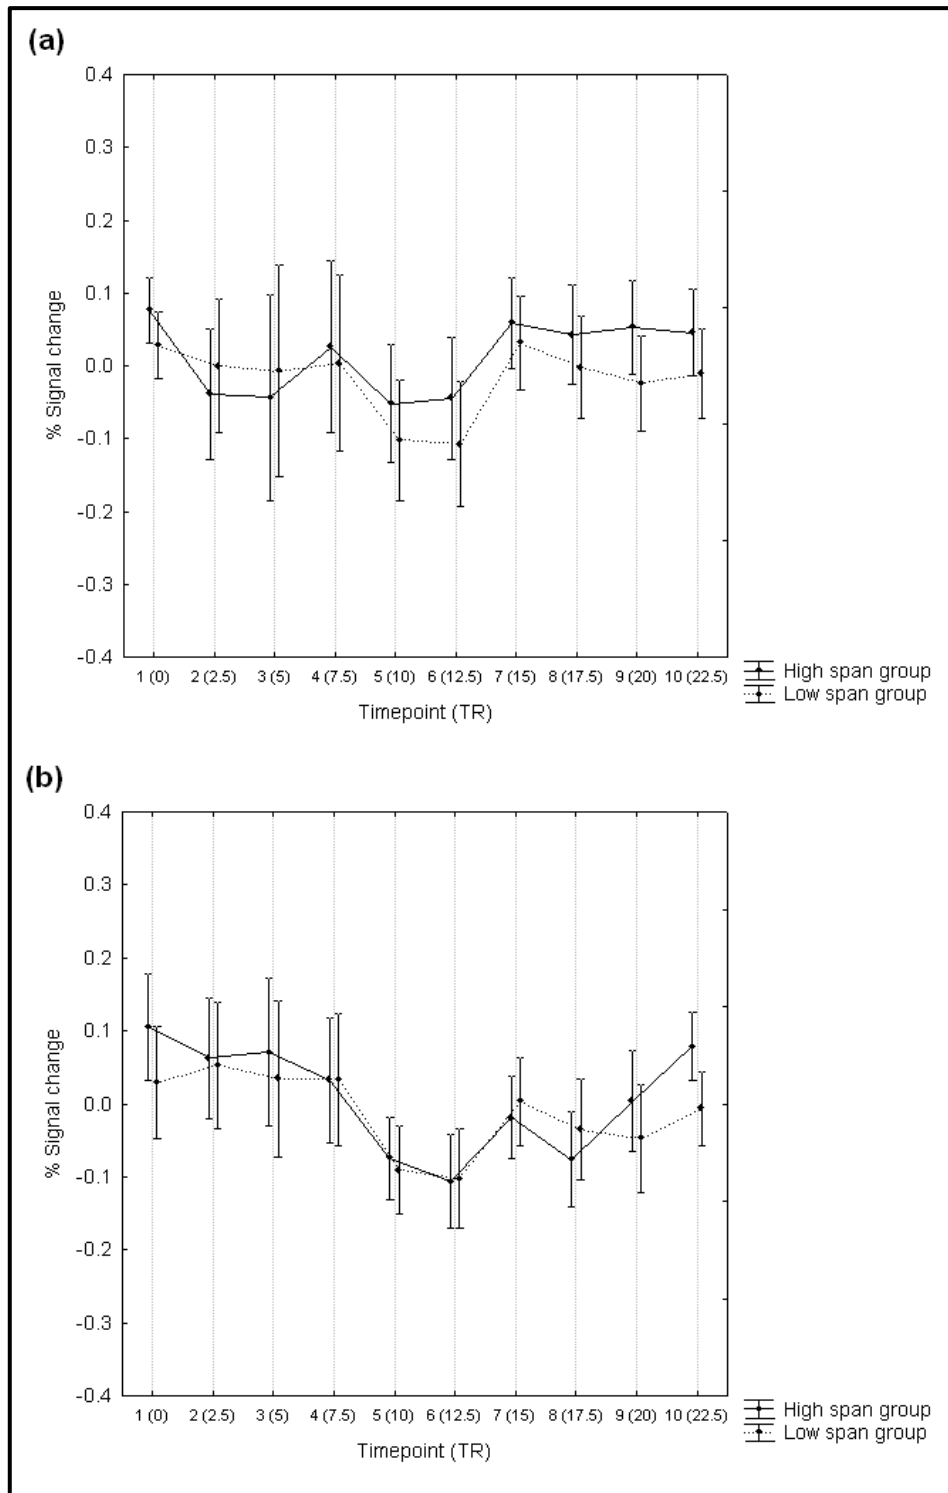 (a)
0.4
0.3
0.2
0.1
0.0
-0.1
-0.2
-0.3
-0.4
% Signal change
1 (0) 2 (2.5) 3 (5) 4 (7.5) 5 (10) 6 (12.5) 7 (15) 8 (17.5) 9 (20) 10 (22.5)
Timepoint (TR)
High span group
Low span group
(b)
0.4
0.3
0.2
0.1
0.0
-0.1
-0.2
-0.3
-0.4
% Signal change
1 (0) 2 (2.5) 3 (5) 4 (7.5) 5 (10) 6 (12.5) 7 (15) 8 (17.5) 9 (20) 10 (22.5)
Timepoint (TR)
High span group
Low span group